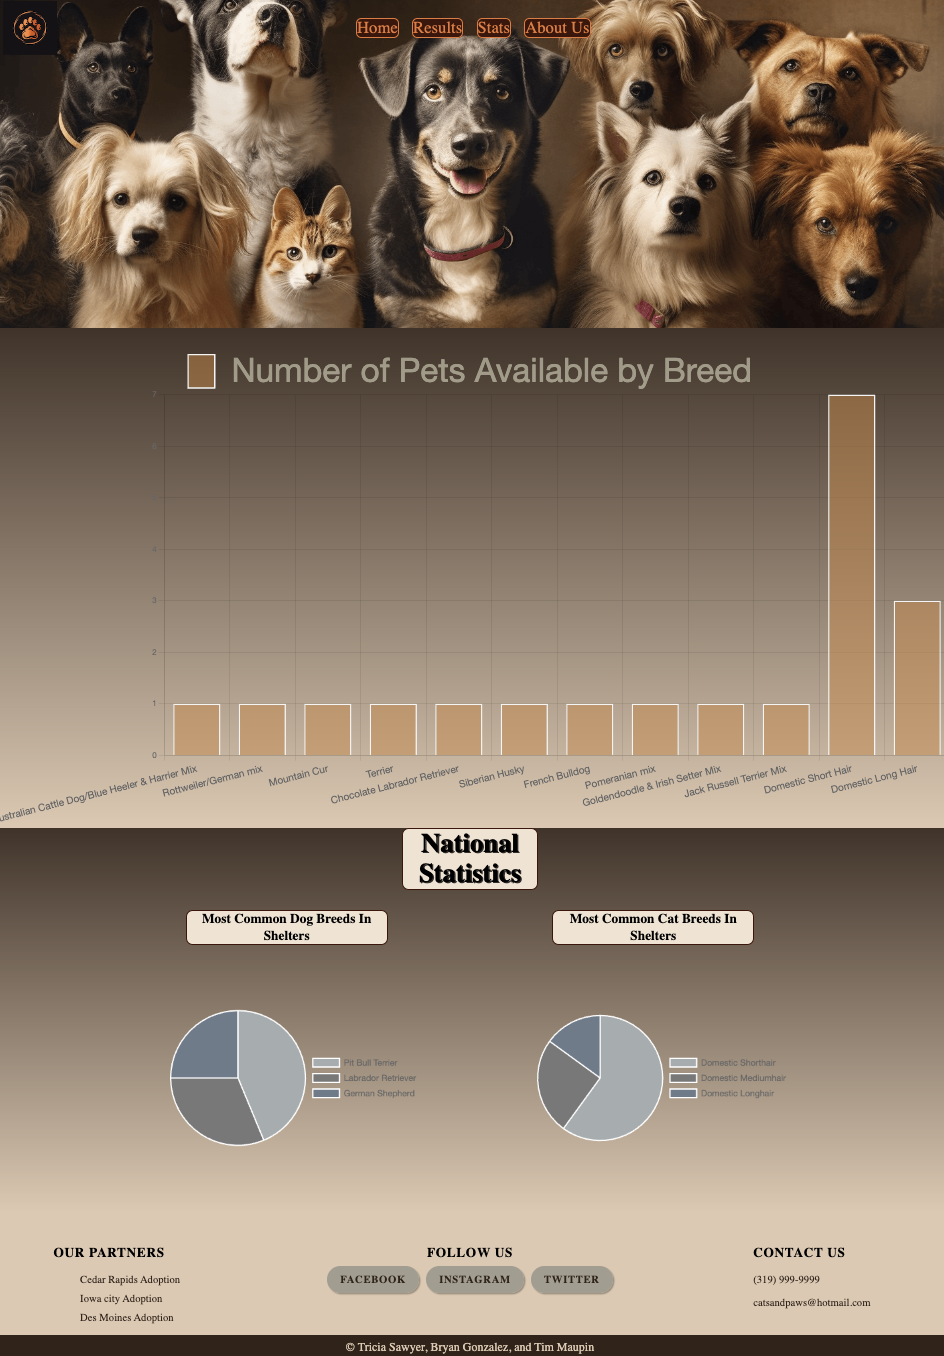 Home Results Stats About Us
Number of Pets Available by Breed
7
6
4
3
2
1
0
ustralian Cattle Dog/Blue Heeler & Harrier Mix
Rottweiler/German mix
Mountain Cur
Terrier
Chocolate Labrador Retriever
Siberian Husky
French Bulldog
Pomeranian mix
Goldendoodle & Irish Setter Mix
Jack Russell Terrier Mix
Domestic Short Hair
Domestic Long Hair
National
Statistics
Most Common Dog Breeds In
Shelters
Most Common Cat Breeds In
Shelters
Pit Bull Terrier
Labrador Retriever
German Shepherd
Domestic Shorthair
Domestic Mediumhair
Domestic Longhair
OUR PARTNERS
Cedar Rapids Adoption
Iowa city Adoption
Des Moines Adoption
FOLLOW US
FACEBOOK INSTAGRAM TWITTER
CONTACT US
(319) 999-9999
catsandpaws@hotmail.com
© Tricia Sawyer, Bryan Gonzalez, and Tim Maupin